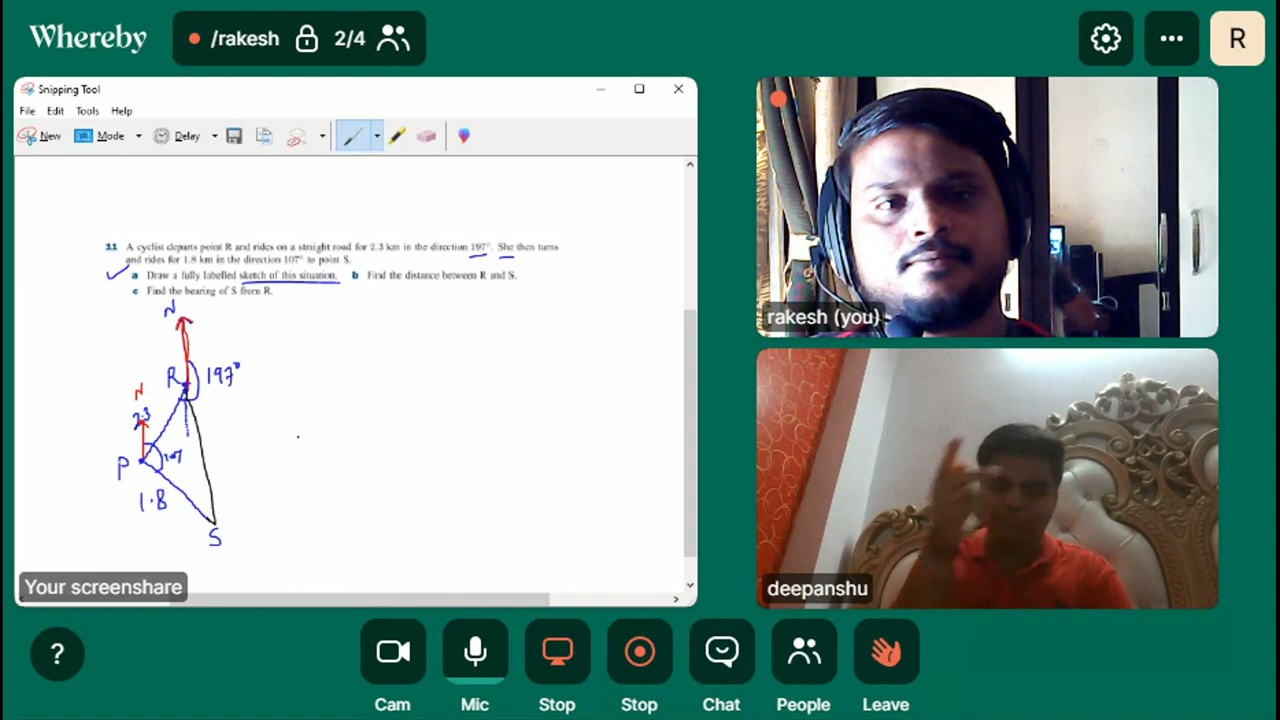 Whereby
/rakesh 2/4
R
Snipping Tool
File Edit Tools Help
New Mode Delay
11 A cyclist departs point R and rides on a straight road for 2.3 km in the direction 197°. She then turns
and rides for 1.8 km in the direction 107° to point S.
a Draw a fully labelled sketch of this situation. b Find the distance between R and S.
c Find the bearing of S from R.
N
R 197°
N
2.3
P 107
1.8
S
Your screenshare
rakesh (you)
deepanshu
?
Cam Mic Stop Stop Chat People Leave